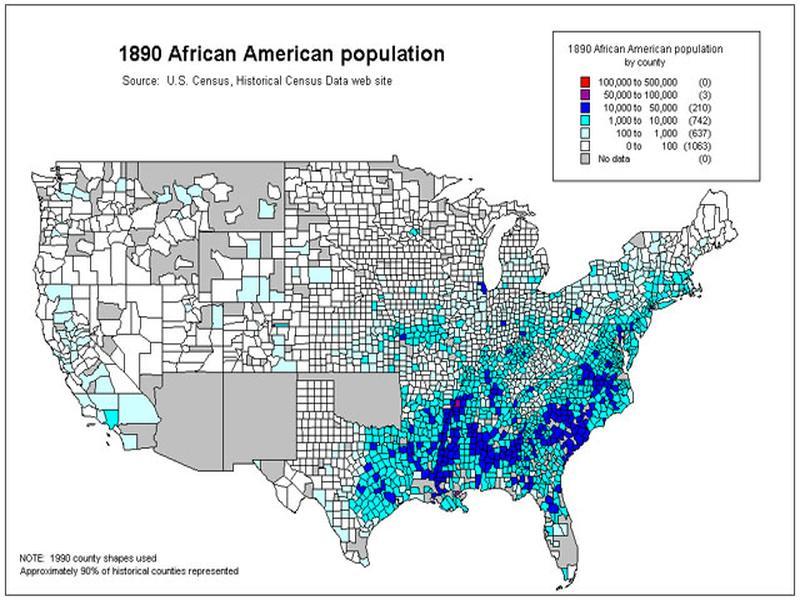 1890 African American population
Source: U.S. Census, Historical Census Data web site
1890 African American population
by county
100,000 to 500,000 (0)
50,000 to 100,000 (3)
10,000 to 50,000 (210)
1,000 to 10,000 (742)
100 to 1,000 (637)
0 to 100 (1063)
No data (0)
NOTE: 1990 county shapes used
Approximately 90% of historical counties represented